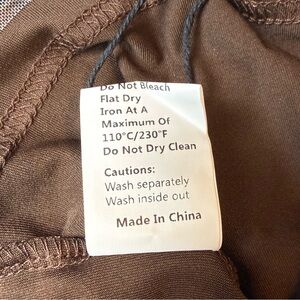 Do Not Bleach
Flat Dry
Iron At A
Maximum Of
110°C/230°F
Do Not Dry Clean
Cautions:
Wash separately
Wash inside out
Made In China